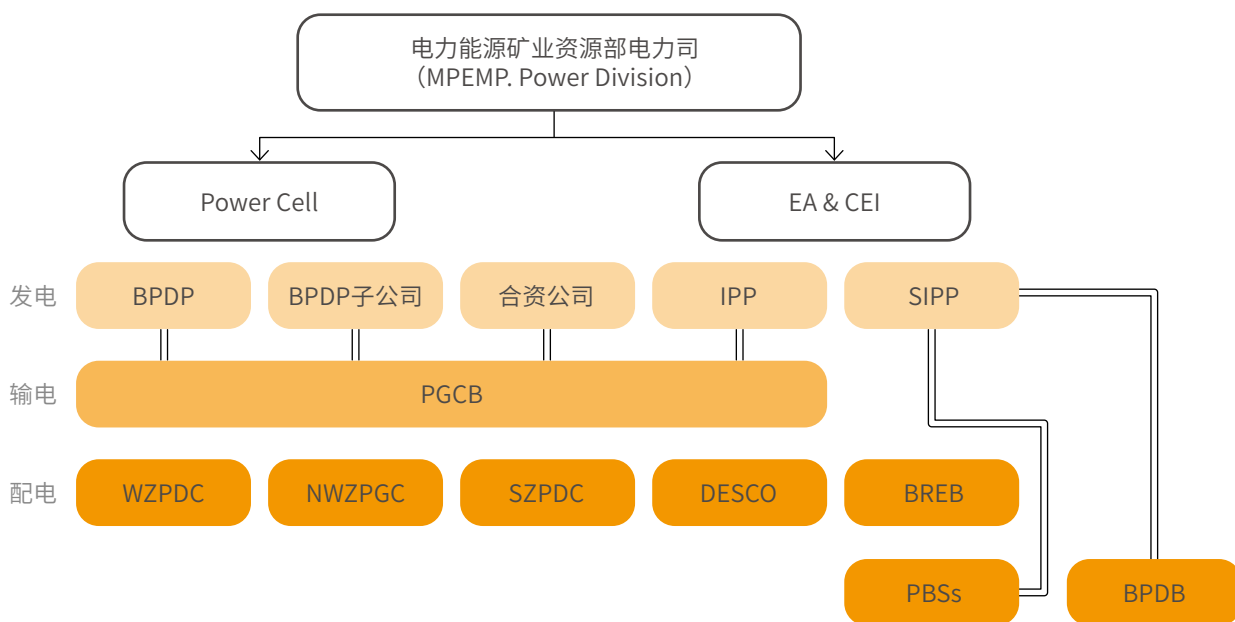 电力能源矿业资源部电力司
（MPEMP. Power Division）
Power Cell
EA & CEI
发电
BPDP
BPDP子公司
合资公司
IPP
SIPP
输电
PGCB
配电
WZPDC
NWZPGC
SZPDC
DESCO
BREB
PBSs
BPDB